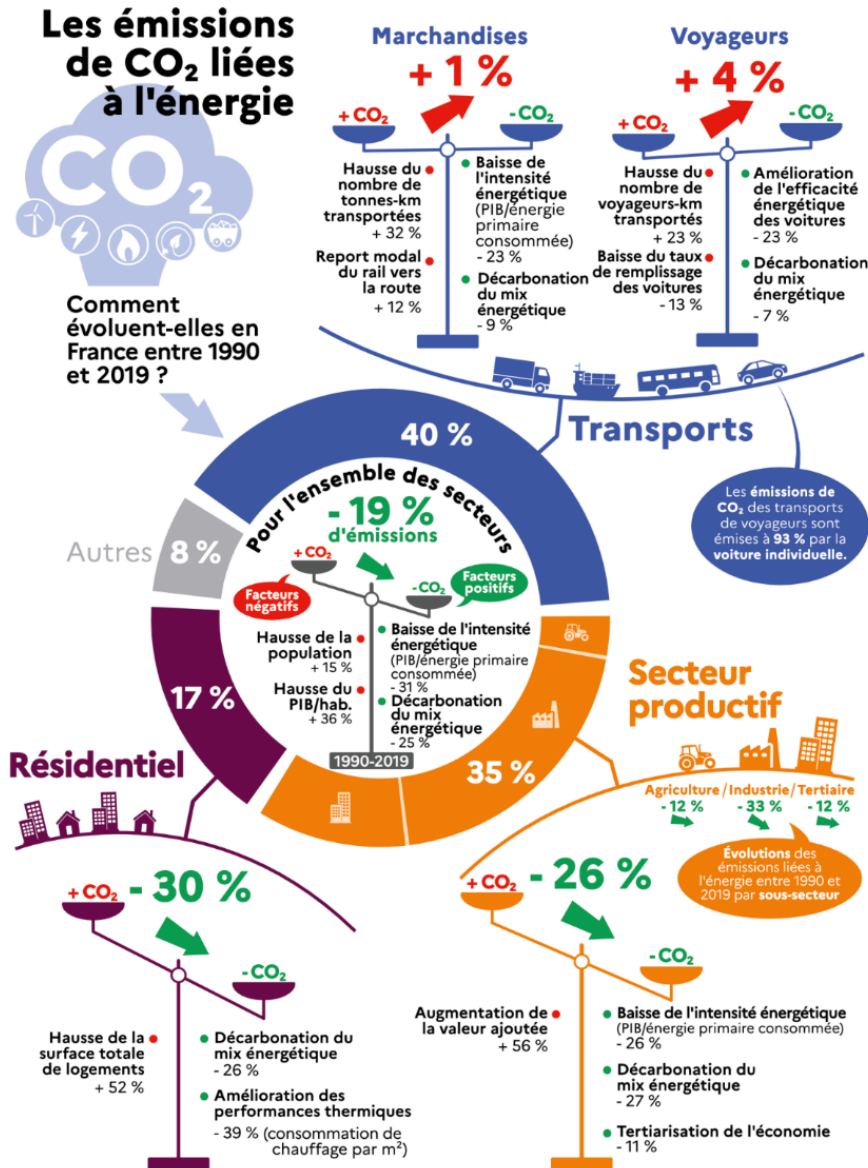 Les émissions
de CO₂ liées
à l'énergie
CO₂
Comment
évoluent-elles en
France entre 1990
et 2019 ?
Marchandises
+ 1 %
+ CO₂
- CO₂
Hausse du
nombre de
tonnes-km
transportées
+ 32 %
Report modal
du rail vers
la route
+ 12 %
Baisse de
l'intensité
énergétique
(PIB/énergie
primaire
consommée)
- 23 %
Décarbonation
du mix
énergétique
- 9 %
Voyageurs
+ 4 %
+ CO₂
- CO₂
Hausse du
nombre de
voyageurs-km
transportés
+ 23 %
Baisse du taux
de remplissage
des voitures
- 13 %
Amélioration
de l'efficacité
énergétique
des voitures
- 23 %
Décarbonation
du mix
énergétique
- 7 %
Transports
40 %
Les émissions de
CO₂ des transports
de voyageurs sont
émises à 93 % par la
voiture individuelle.
Autres 8 %
Pour l'ensemble des secteurs
- 19 %
d'émissions
+ CO₂
- CO₂
Facteurs
négatifs
Facteurs
positifs
Hausse de la
population
+ 15 %
Hausse du
PIB/hab.
+ 36 %
Baisse de l'intensité
énergétique
(PIB/énergie primaire
consommée)
- 31 %
Décarbonation
du mix
énergétique
- 25 %
1990-2019
17 %
35 %
Secteur
productif
Agriculture / Industrie / Tertiaire
- 12 % - 33 % - 12 %
Évolutions des
émissions liées à
l'énergie entre 1990 et
2019 par sous-secteur
Résidentiel
- 30 %
+ CO₂
- CO₂
Hausse de la
surface totale
de logements
+ 52 %
Décarbonation du
mix énergétique
- 26 %
Amélioration des
performances thermiques
- 39 % (consommation de
chauffage par m²)
- 26 %
+ CO₂
- CO₂
Augmentation de
la valeur ajoutée
+ 56 %
Baisse de l'intensité énergétique
(PIB/énergie primaire consommée)
- 26 %
Décarbonation du
mix énergétique
- 27 %
Tertiarisation de l'économie
- 11 %